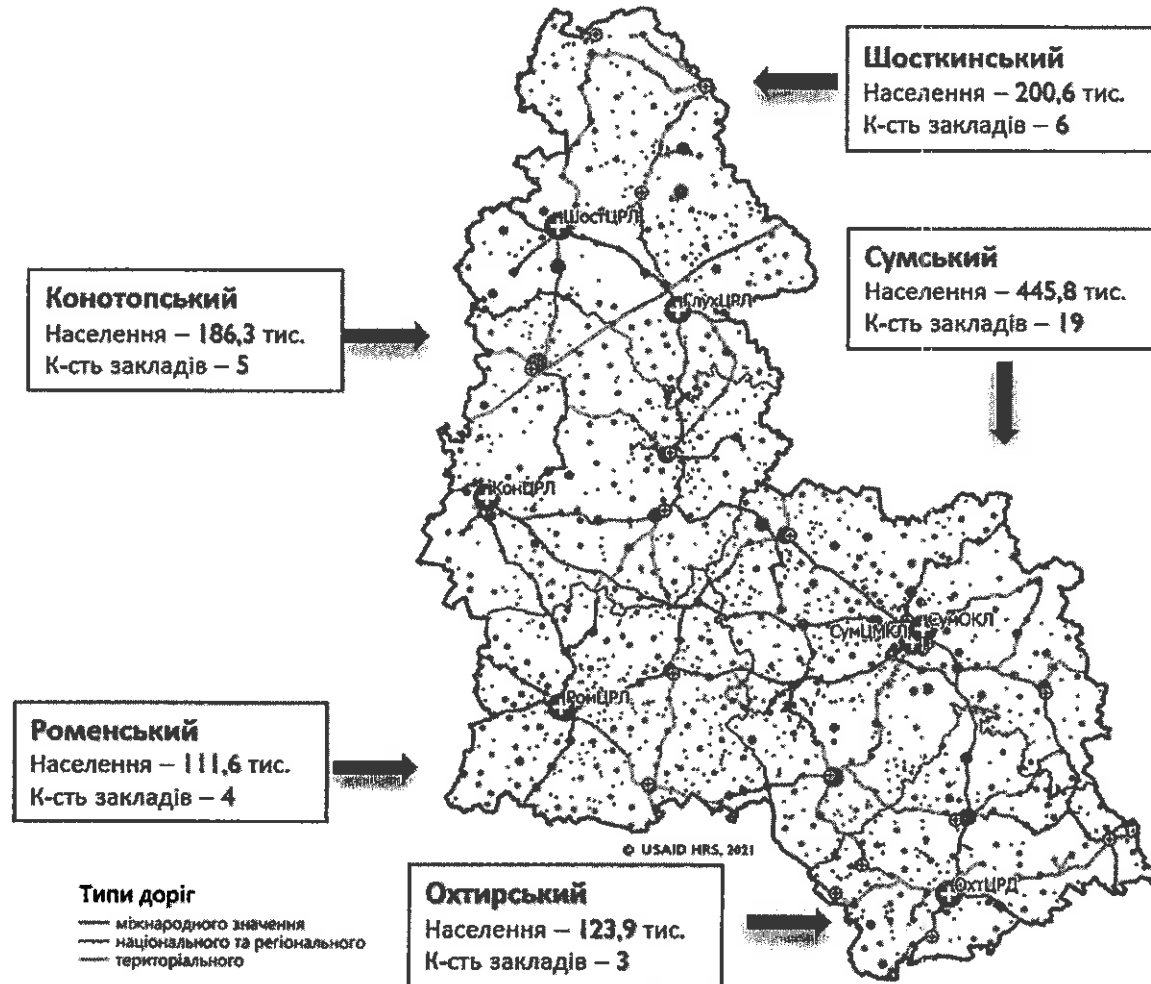 Шосткинський
Населення – 200,6 тис.
К-сть закладів – 6
ШостЦРЛ
Сумський
Населення – 445,8 тис.
К-сть закладів – 19
Конотопський
Населення – 186,3 тис.
К-сть закладів – 5
ГлухЦРЛ
КонЦРЛ
СумЦМКЛ
СумОКЛ
РомЦРЛ
Роменський
Населення – 111,6 тис.
К-сть закладів – 4
© USAID HRS, 2021
Охтирський
Населення – 123,9 тис.
К-сть закладів – 3
ОхтЦРЛ
Типи доріг
міжнародного значення
національного та регіонального
територіального